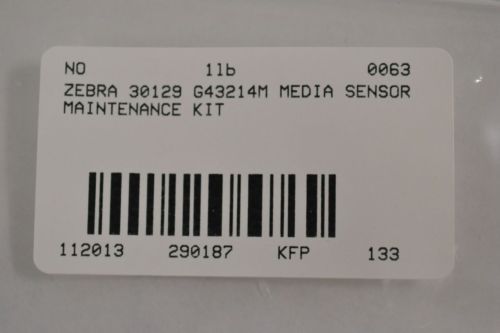 NO 1lb 0063
ZEBRA 30129 G43214M MEDIA SENSOR
MAINTENANCE KIT
112013 290187 KFP 133